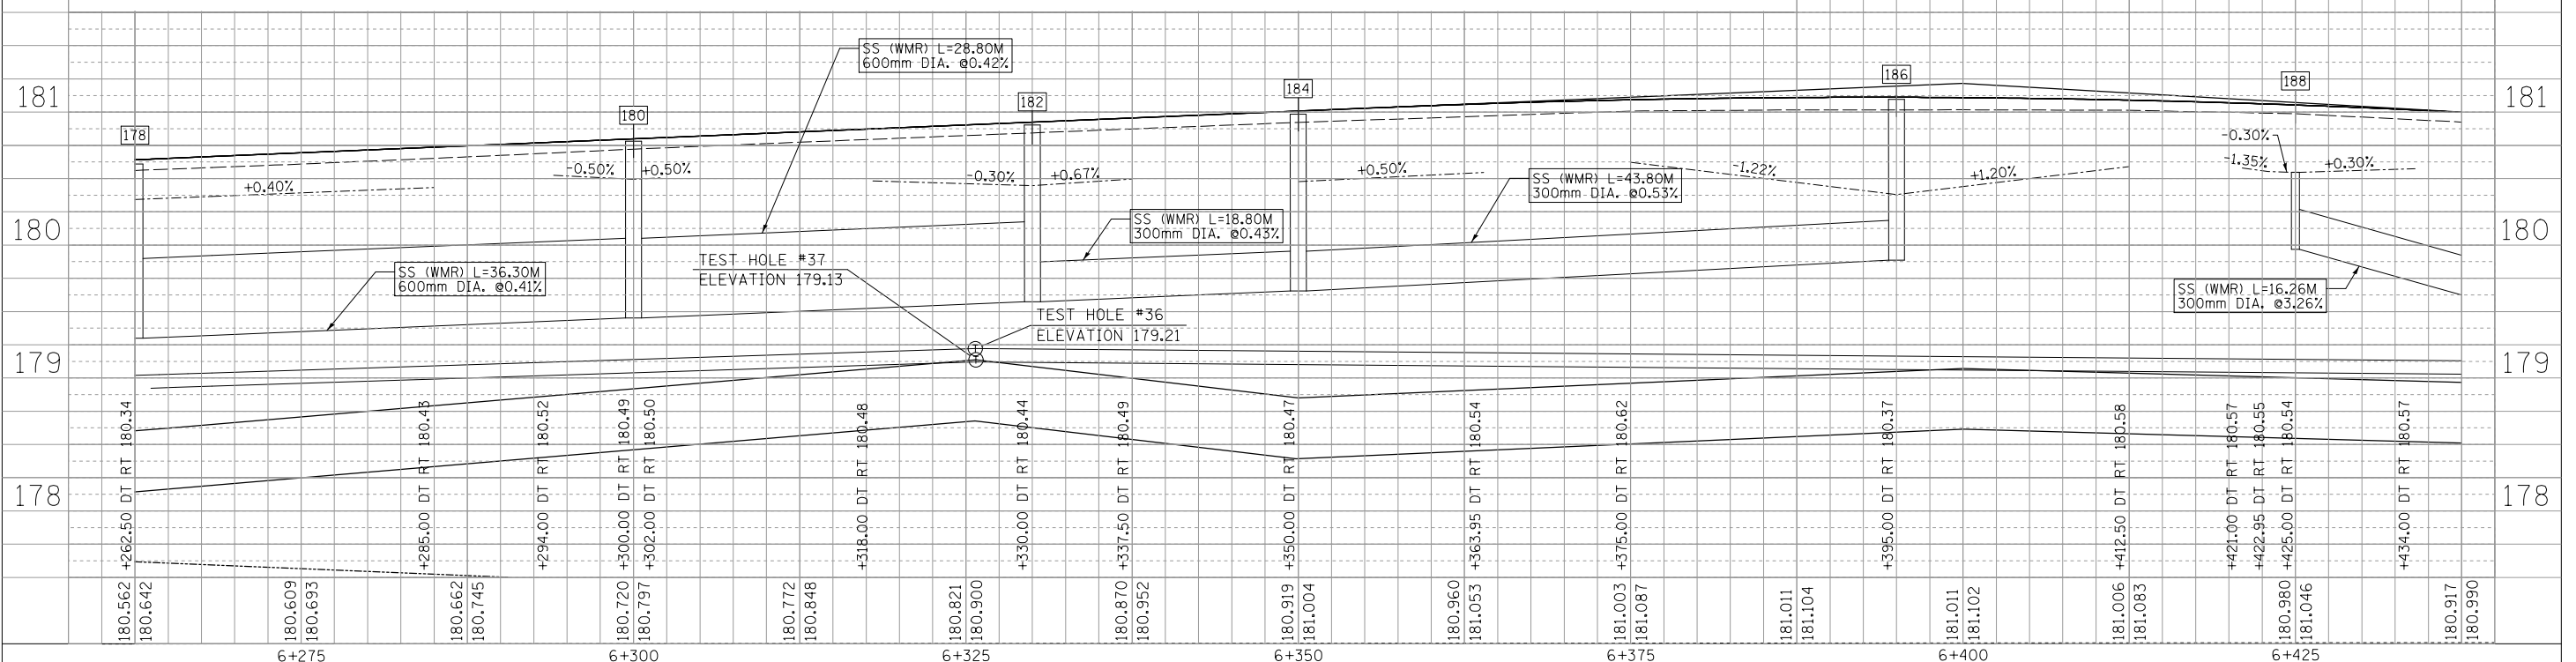 181
180
179
178
181
180
179
178
178
180
182
184
186
188
SS (WMR) L=28.80M
600mm DIA. @0.42%
SS (WMR) L=36.30M
600mm DIA. @0.41%
SS (WMR) L=18.80M
300mm DIA. @0.43%
SS (WMR) L=43.80M
300mm DIA. @0.53%
SS (WMR) L=16.26M
300mm DIA. @3.26%
TEST HOLE #37
ELEVATION 179.13
TEST HOLE #36
ELEVATION 179.21
+0.40%
-0.50%
+0.50%
-0.30%
+0.67%
+0.50%
-1.22%
+1.20%
-0.30%
-1.35%
+0.30%
+262.50 DT RT 180.34
+285.00 DT RT 180.43
+294.00 DT RT 180.52
+300.00 DT RT 180.49
+302.00 DT RT 180.50
+318.00 DT RT 180.48
+330.00 DT RT 180.44
+337.50 DT RT 180.49
+350.00 DT RT 180.47
+363.95 DT RT 180.54
+375.00 DT RT 180.62
+395.00 DT RT 180.37
+412.50 DT RT 180.58
+421.00 DT RT 180.57
+422.95 DT RT 180.55
+425.00 DT RT 180.54
+434.00 DT RT 180.57
180.562
180.642
180.609
180.693
180.662
180.745
180.720
180.797
180.772
180.848
180.821
180.900
180.870
180.952
180.919
181.004
180.960
181.053
181.003
181.087
181.011
181.104
181.011
181.102
181.006
181.083
180.980
181.046
180.917
180.990
6+275
6+300
6+325
6+350
6+375
6+400
6+425